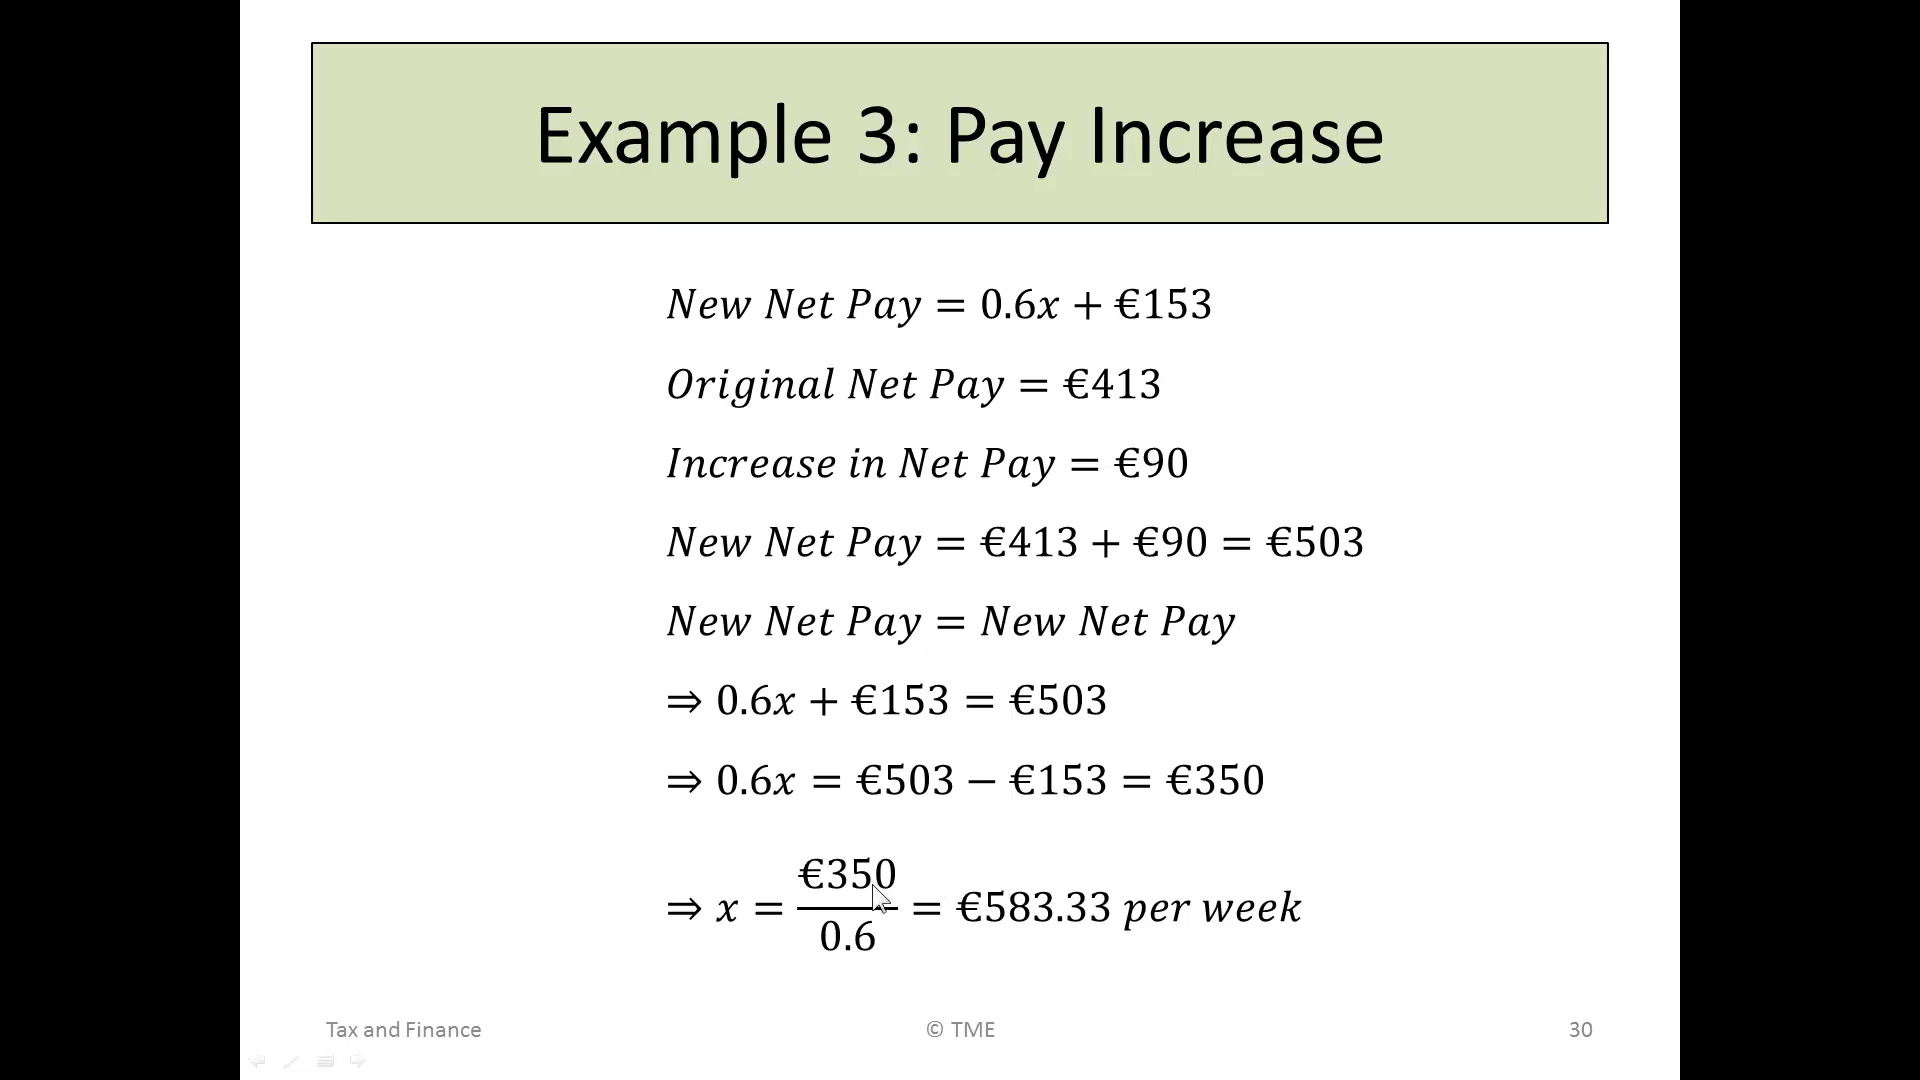 Example 3: Pay Increase
New Net Pay = 0.6x + €153
Original Net Pay = €413
Increase in Net Pay = €90
New Net Pay = €413 + €90 = €503
New Net Pay = New Net Pay
⇒ 0.6x + €153 = €503
⇒ 0.6x = €503 − €153 = €350
⇒ x = €350/0.6 = €583.33 per week
Tax and Finance © TME 30